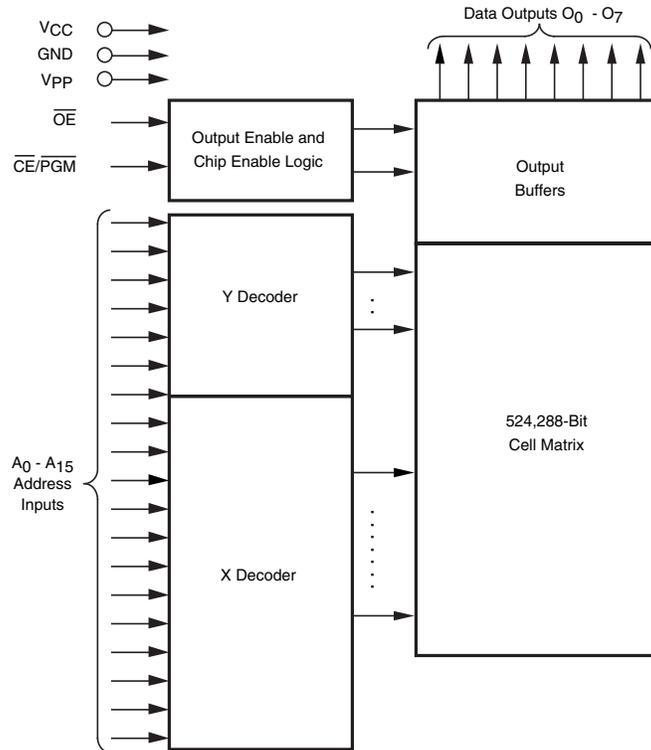 Data Outputs O0 - O7
VCC
GND
VPP
OE
CE/PGM
Output Enable and
Chip Enable Logic
Output
Buffers
Y Decoder
524,288-Bit
Cell Matrix
A0 - A15
Address
Inputs
X Decoder